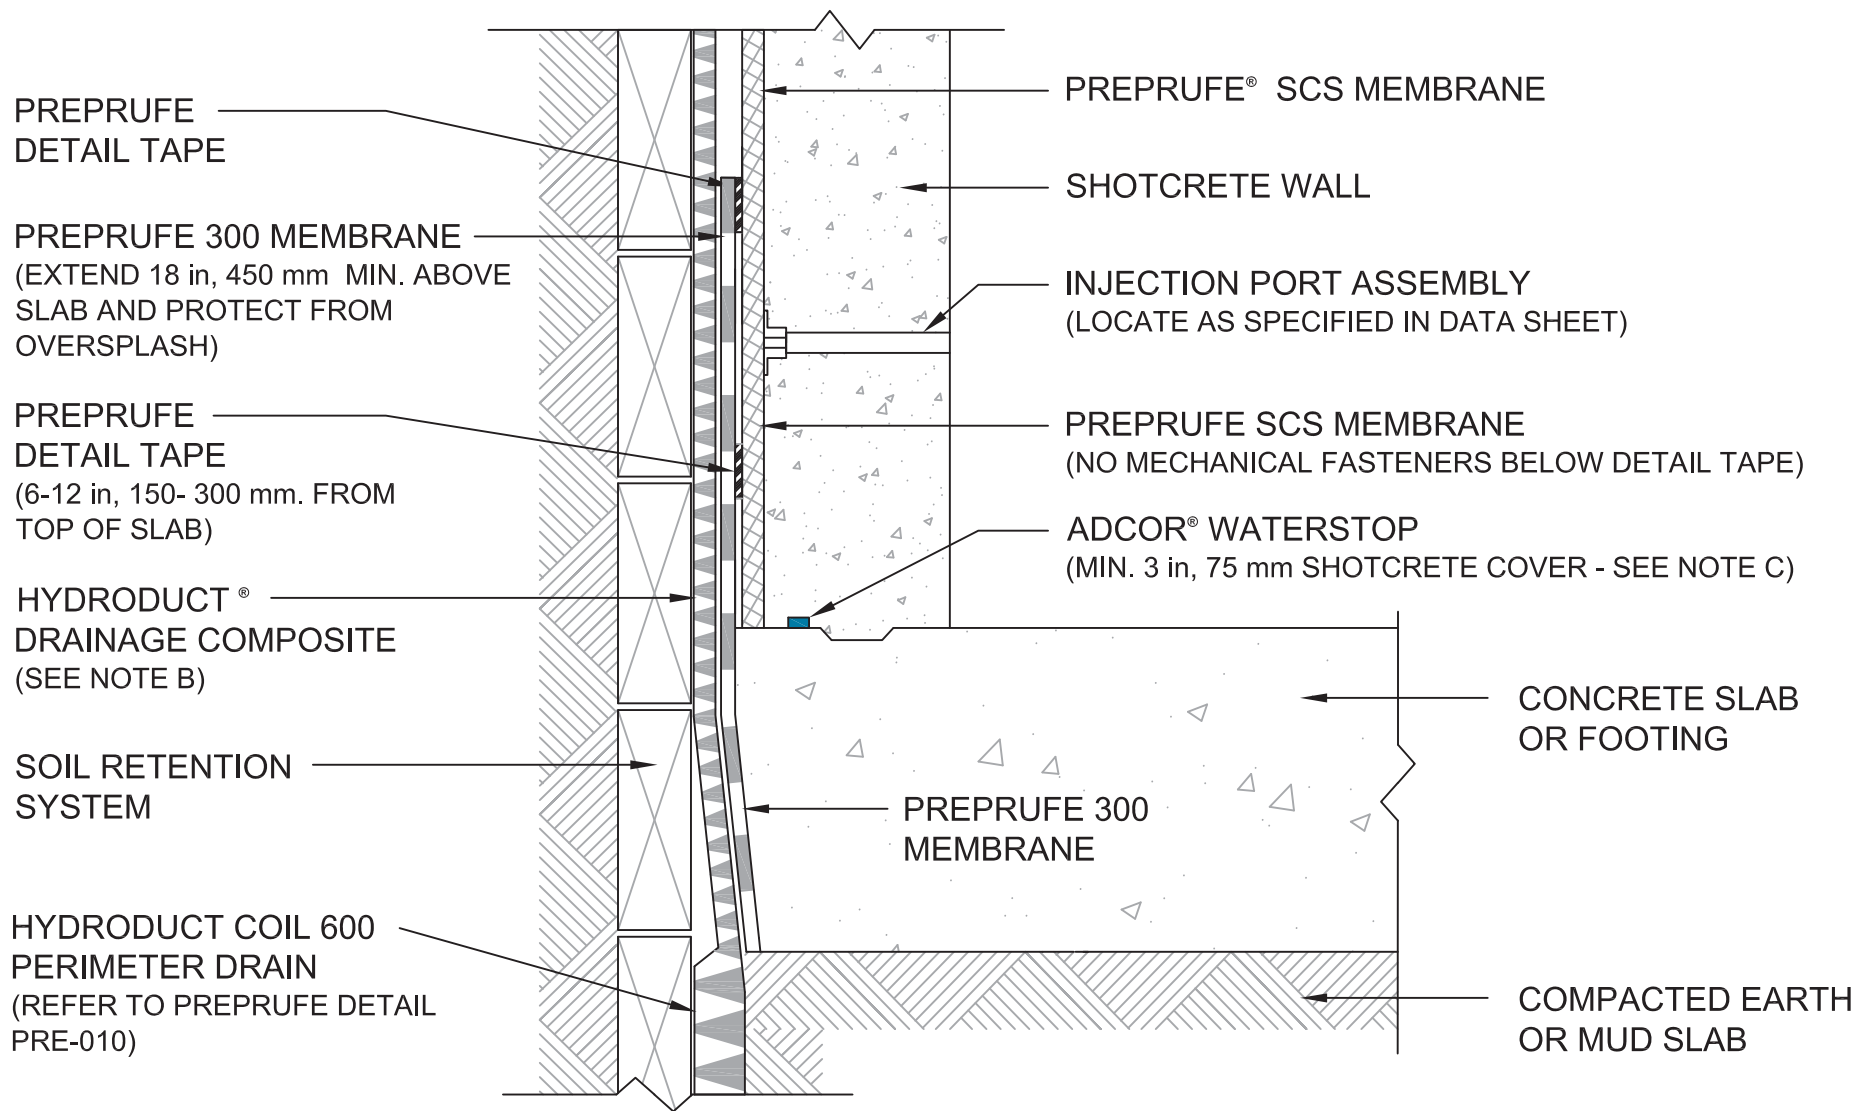 PREPRUFE
DETAIL TAPE
PREPRUFE 300 MEMBRANE
(EXTEND 18 in, 450 mm MIN. ABOVE
SLAB AND PROTECT FROM
OVERSPLASH)
PREPRUFE
DETAIL TAPE
(6-12 in, 150- 300 mm. FROM
TOP OF SLAB)
HYDRODUCT ®
DRAINAGE COMPOSITE
(SEE NOTE B)
SOIL RETENTION
SYSTEM
HYDRODUCT COIL 600
PERIMETER DRAIN
(REFER TO PREPRUFE DETAIL
PRE-010)
PREPRUFE® SCS MEMBRANE
SHOTCRETE WALL
INJECTION PORT ASSEMBLY
(LOCATE AS SPECIFIED IN DATA SHEET)
PREPRUFE SCS MEMBRANE
(NO MECHANICAL FASTENERS BELOW DETAIL TAPE)
ADCOR® WATERSTOP
(MIN. 3 in, 75 mm SHOTCRETE COVER - SEE NOTE C)
CONCRETE SLAB
OR FOOTING
PREPRUFE 300
MEMBRANE
COMPACTED EARTH
OR MUD SLAB